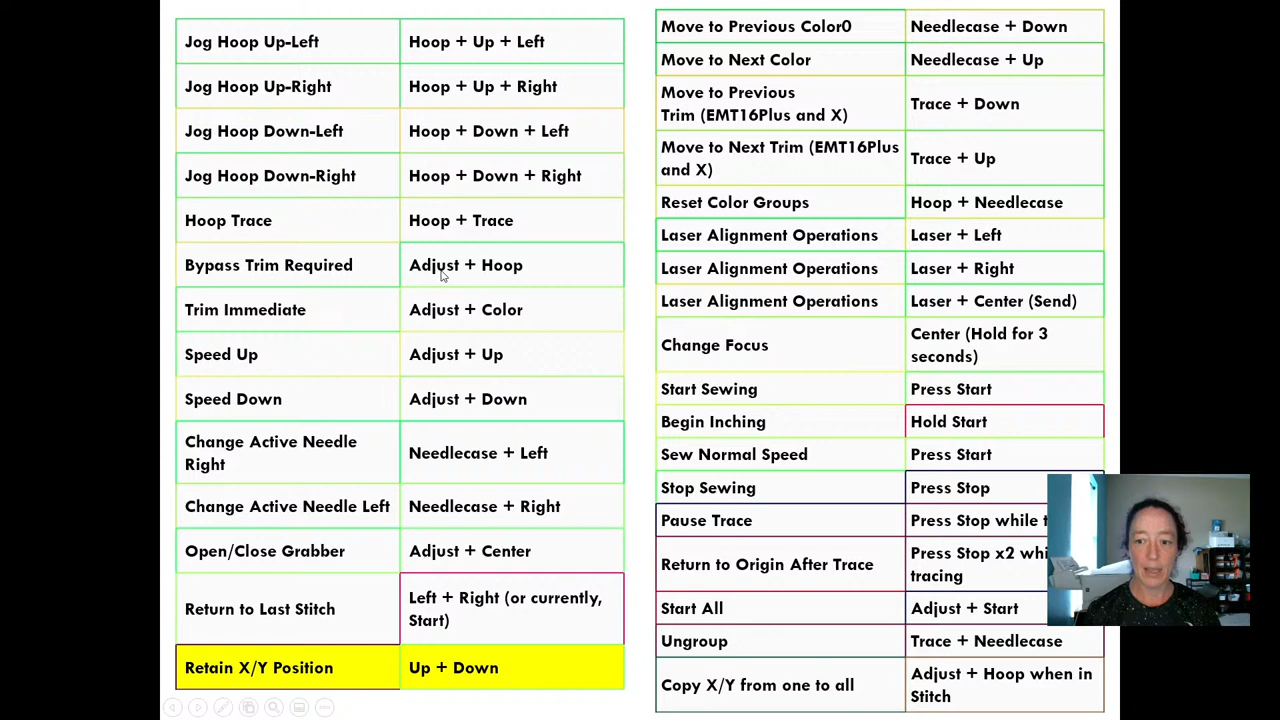 Jog Hoop Up-Left
Hoop + Up + Left
Jog Hoop Up-Right
Hoop + Up + Right
Jog Hoop Down-Left
Hoop + Down + Left
Jog Hoop Down-Right
Hoop + Down + Right
Hoop Trace
Hoop + Trace
Bypass Trim Required
Adjust + Hoop
Trim Immediate
Adjust + Color
Speed Up
Adjust + Up
Speed Down
Adjust + Down
Change Active Needle
Right
Needlecase + Left
Change Active Needle Left
Needlecase + Right
Open/Close Grabber
Adjust + Center
Return to Last Stitch
Left + Right (or currently,
Start)
Retain X/Y Position
Up + Down
Move to Previous Color0
Needlecase + Down
Move to Next Color
Needlecase + Up
Move to Previous
Trim (EMT16Plus and X)
Trace + Down
Move to Next Trim (EMT16Plus
and X)
Trace + Up
Reset Color Groups
Hoop + Needlecase
Laser Alignment Operations
Laser + Left
Laser Alignment Operations
Laser + Right
Laser Alignment Operations
Laser + Center (Send)
Change Focus
Center (Hold for 3
seconds)
Start Sewing
Press Start
Begin Inching
Hold Start
Sew Normal Speed
Press Start
Stop Sewing
Press Stop
Pause Trace
Press Stop while
Return to Origin After Trace
Press Stop x2
tracing
Start All
Adjust + Start
Ungroup
Trace + Needlecase
Copy X/Y from one to all
Adjust + Hoop when in
Stitch